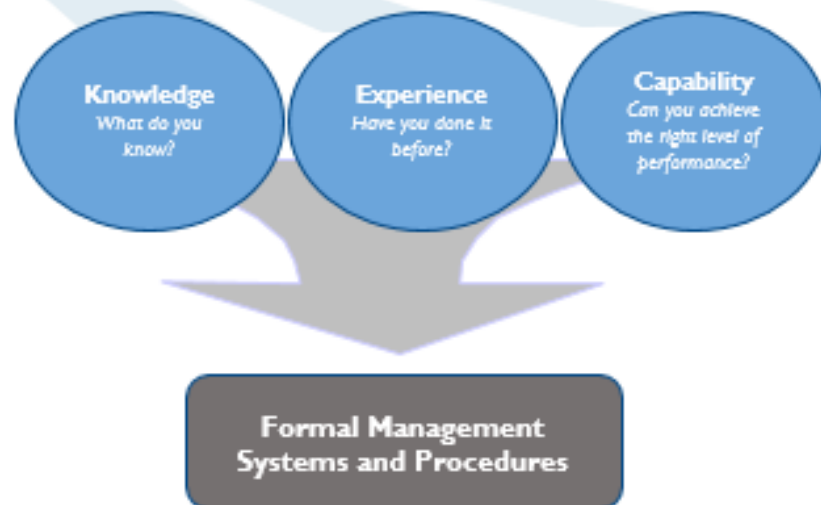 Knowledge
What do you
know?
Experience
Have you done it
before?
Capability
Can you achieve
the right level of
performance?
Formal Management
Systems and Procedures